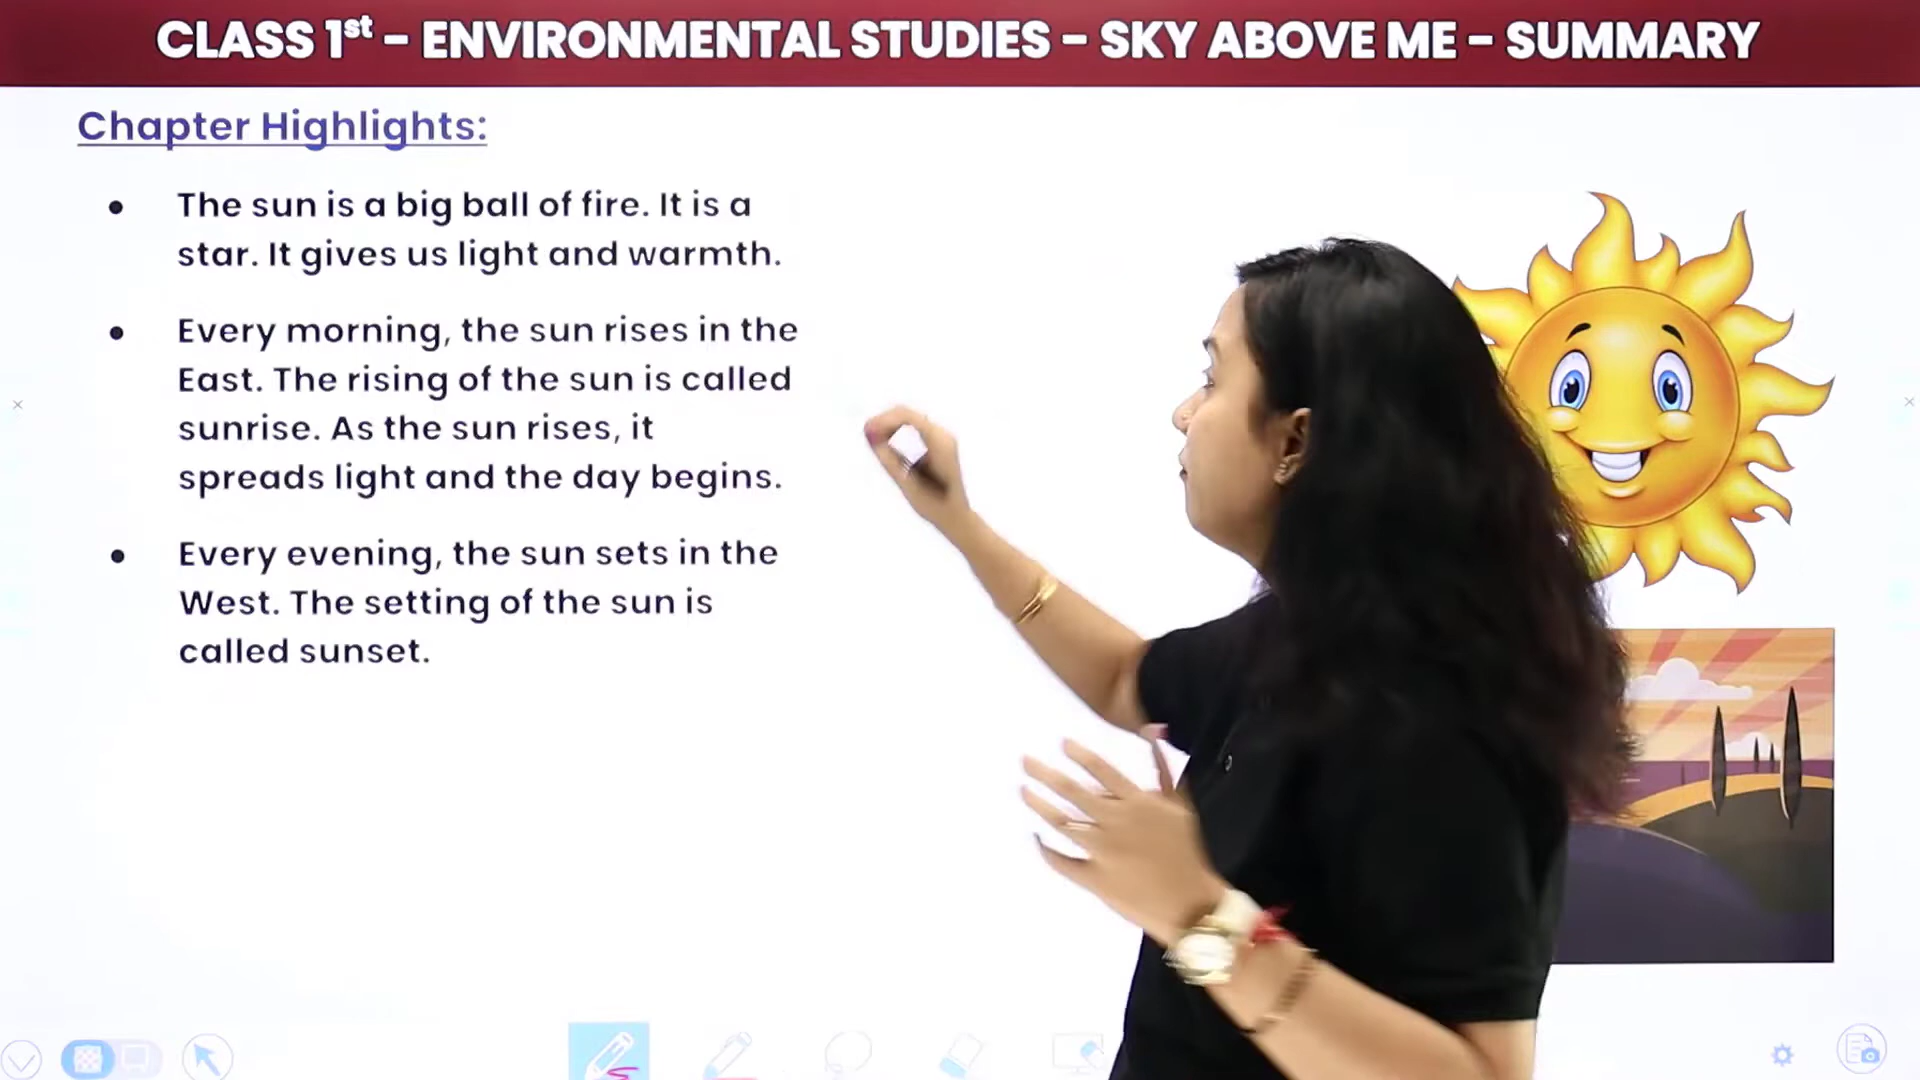 CLASS 1st - ENVIRONMENTAL STUDIES - SKY ABOVE ME - SUMMARY
Chapter Highlights:
• The sun is a big ball of fire. It is a
star. It gives us light and warmth.
• Every morning, the sun rises in the
East. The rising of the sun is called
sunrise. As the sun rises, it
spreads light and the day begins.
• Every evening, the sun sets in the
West. The setting of the sun is
called sunset.